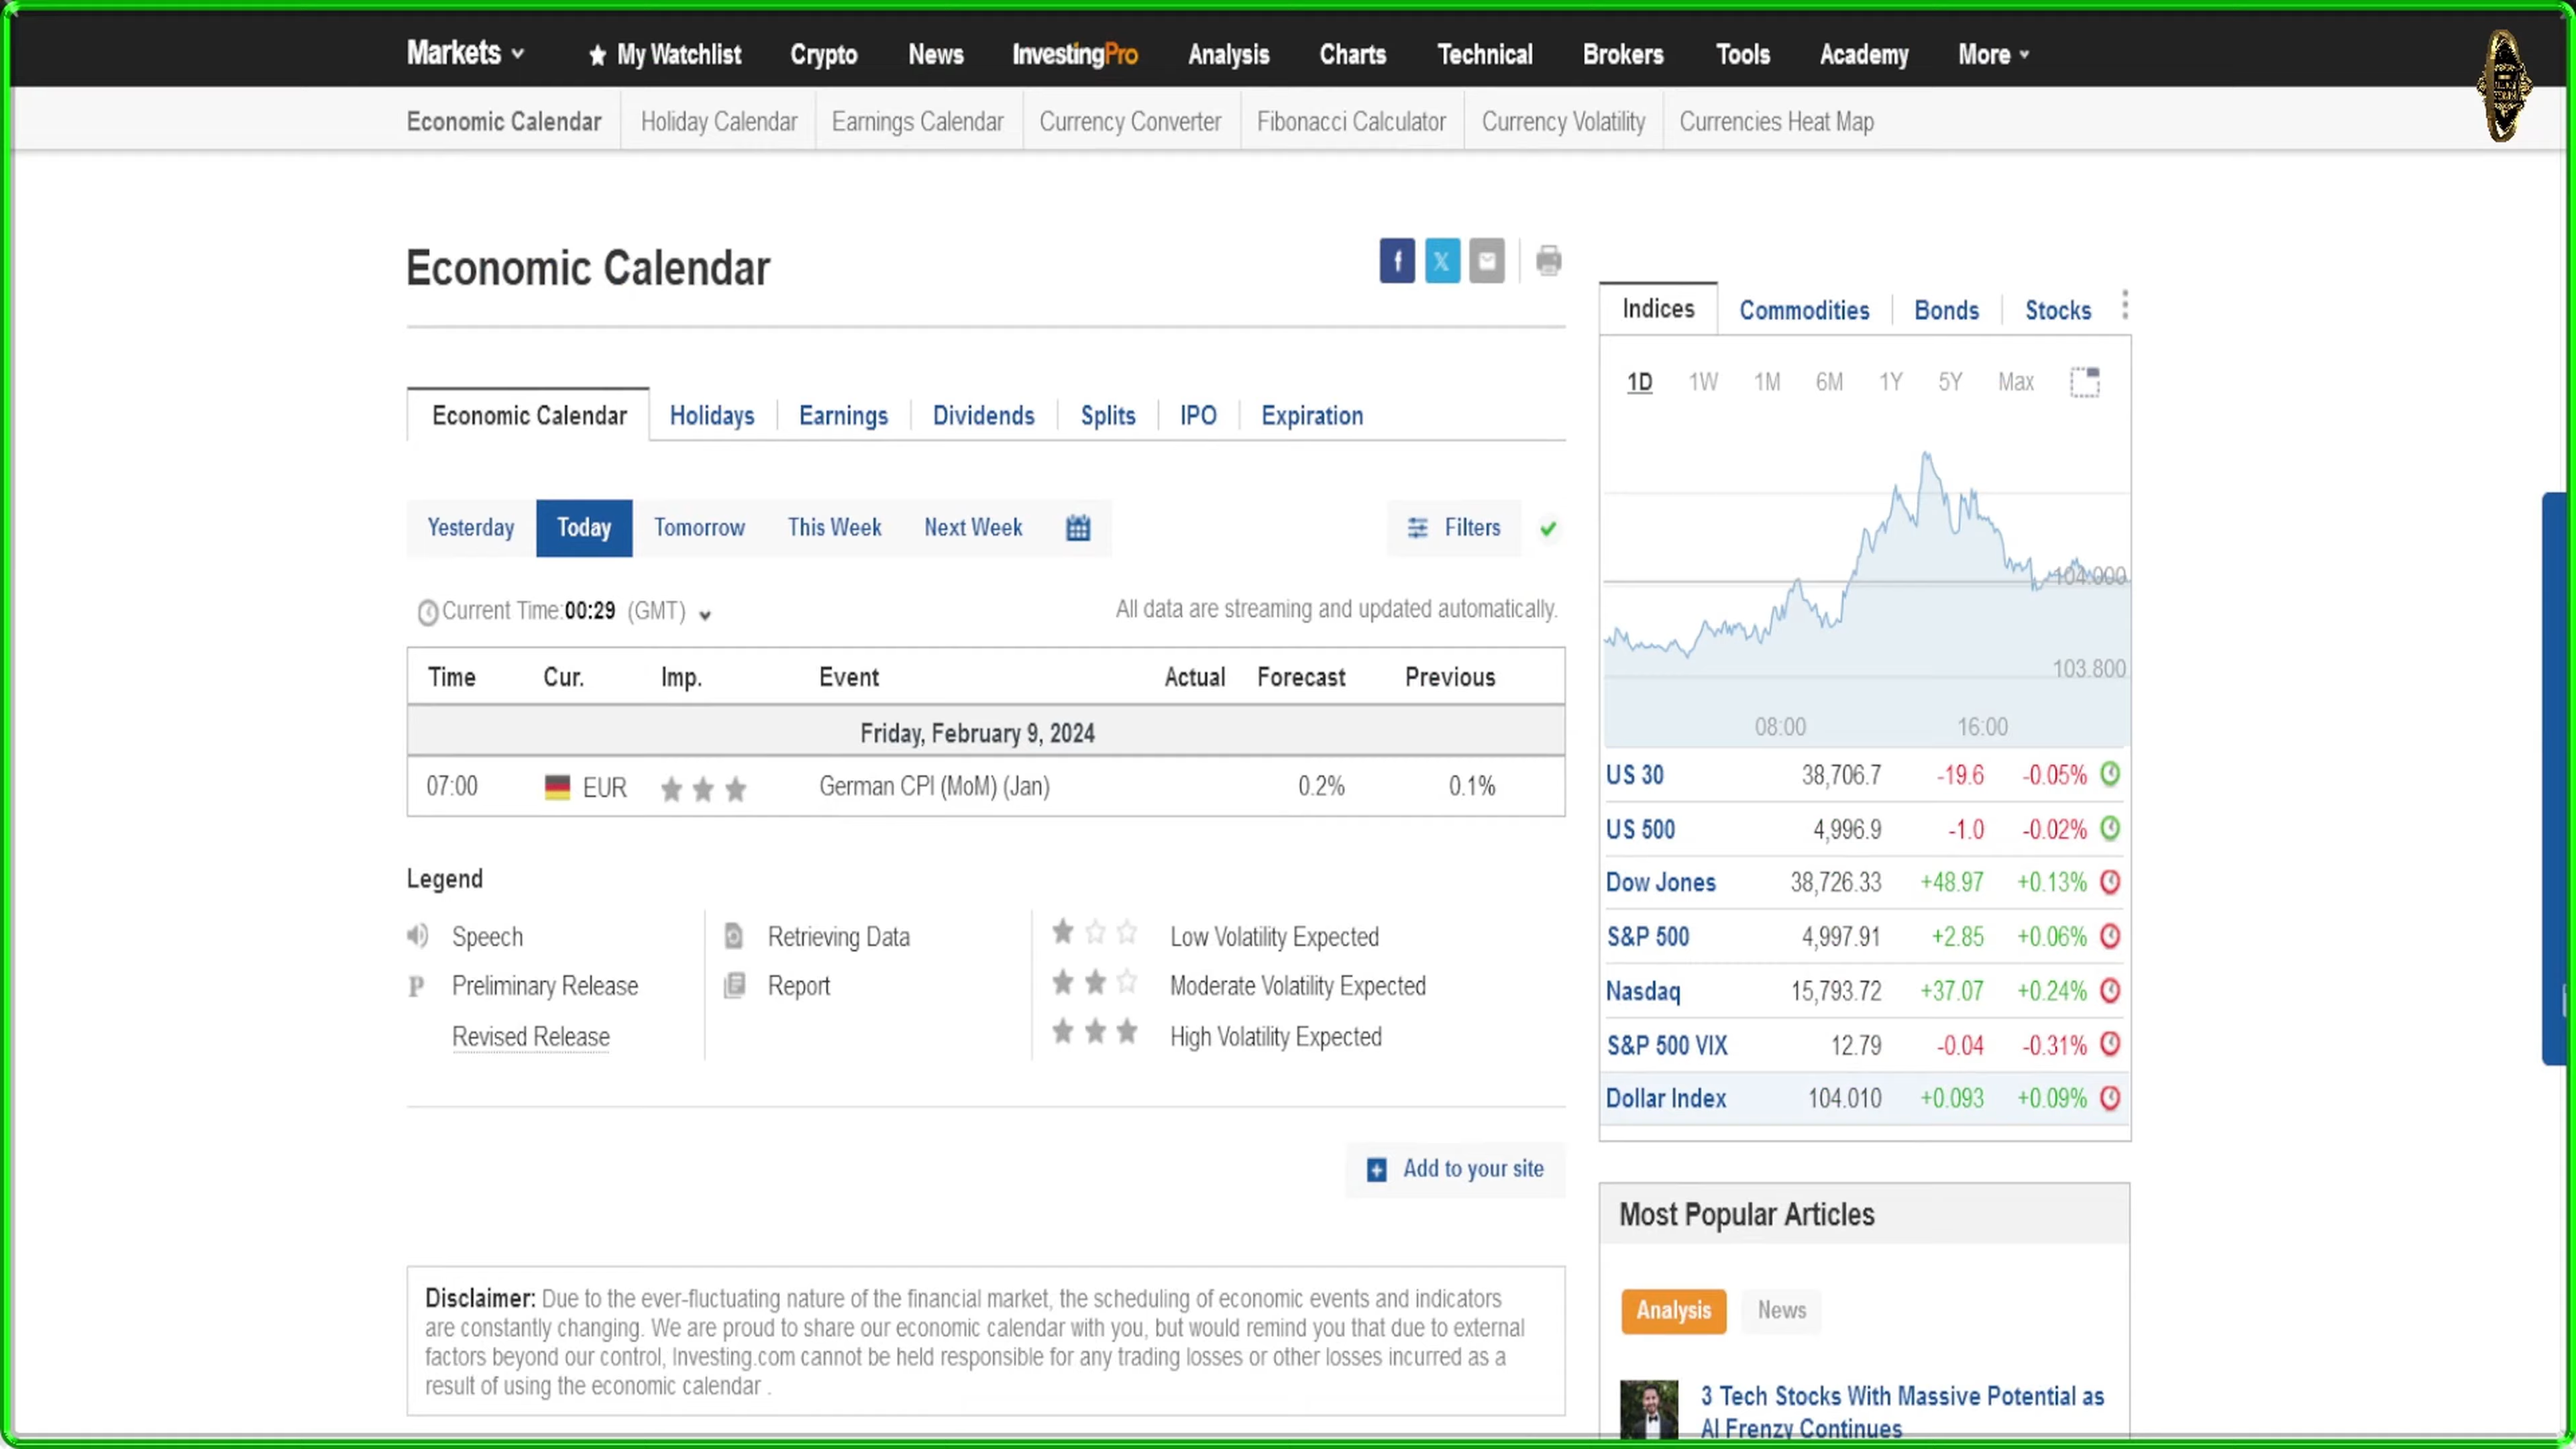 Markets My Watchlist Crypto News InvestingPro Analysis Charts Technical Brokers Tools Academy More
Economic Calendar Holiday Calendar Earnings Calendar Currency Converter Fibonacci Calculator Currency Volatility Currencies Heat Map
Economic Calendar
Economic Calendar Holidays Earnings Dividends Splits IPO Expiration
Yesterday Today Tomorrow This Week Next Week Filters
Current Time:00:29 (GMT) All data are streaming and updated automatically.
Time Cur. Imp. Event Actual Forecast Previous
Friday, February 9, 2024
07:00 EUR German CPI (MoM) (Jan) 0.2% 0.1%
Legend
Speech Retrieving Data Low Volatility Expected
P Preliminary Release Report Moderate Volatility Expected
Revised Release High Volatility Expected
Add to your site
Disclaimer: Due to the ever-fluctuating nature of the financial market, the scheduling of economic events and indicators
are constantly changing. We are proud to share our economic calendar with you, but would remind you that due to external
factors beyond our control, Investing.com cannot be held responsible for any trading losses or other losses incurred as a
result of using the economic calendar .
Indices Commodities Bonds Stocks
1D 1W 1M 6M 1Y 5Y Max
104.000
103.800
08:00 16:00
US 30 38,706.7 -19.6 -0.05%
US 500 4,996.9 -1.0 -0.02%
Dow Jones 38,726.33 +48.97 +0.13%
S&P 500 4,997.91 +2.85 +0.06%
Nasdaq 15,793.72 +37.07 +0.24%
S&P 500 VIX 12.79 -0.04 -0.31%
Dollar Index 104.010 +0.093 +0.09%
Most Popular Articles
Analysis News
3 Tech Stocks With Massive Potential as
AI Frenzy Continues